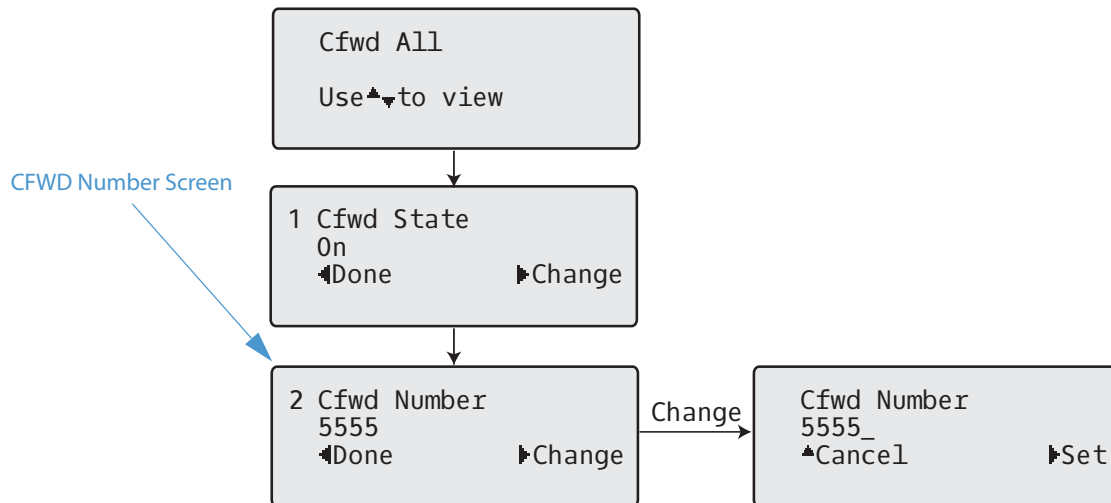 Cfwd All
Use▲▼to view
CFWD Number Screen
1 Cfwd State
On
◀Done ▶Change
2 Cfwd Number
5555
◀Done ▶Change
Change
Cfwd Number
5555_
▲Cancel ▶Set